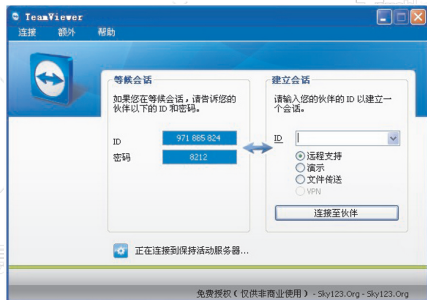 TeamViewer
连接 额外 帮助
等候会话
如果您在等候会话，请告诉您的
伙伴以下的 ID 和密码。
ID 971 885 824
密码 8212
建立会话
请输入您的伙伴的 ID 以建立一
个会话。
ID
远程支持
演示
文件传送
VPN
连接至伙伴
正在连接到保持活动服务器...
免费授权（仅供非商业使用）- Sky123.Org - Sky123.Org